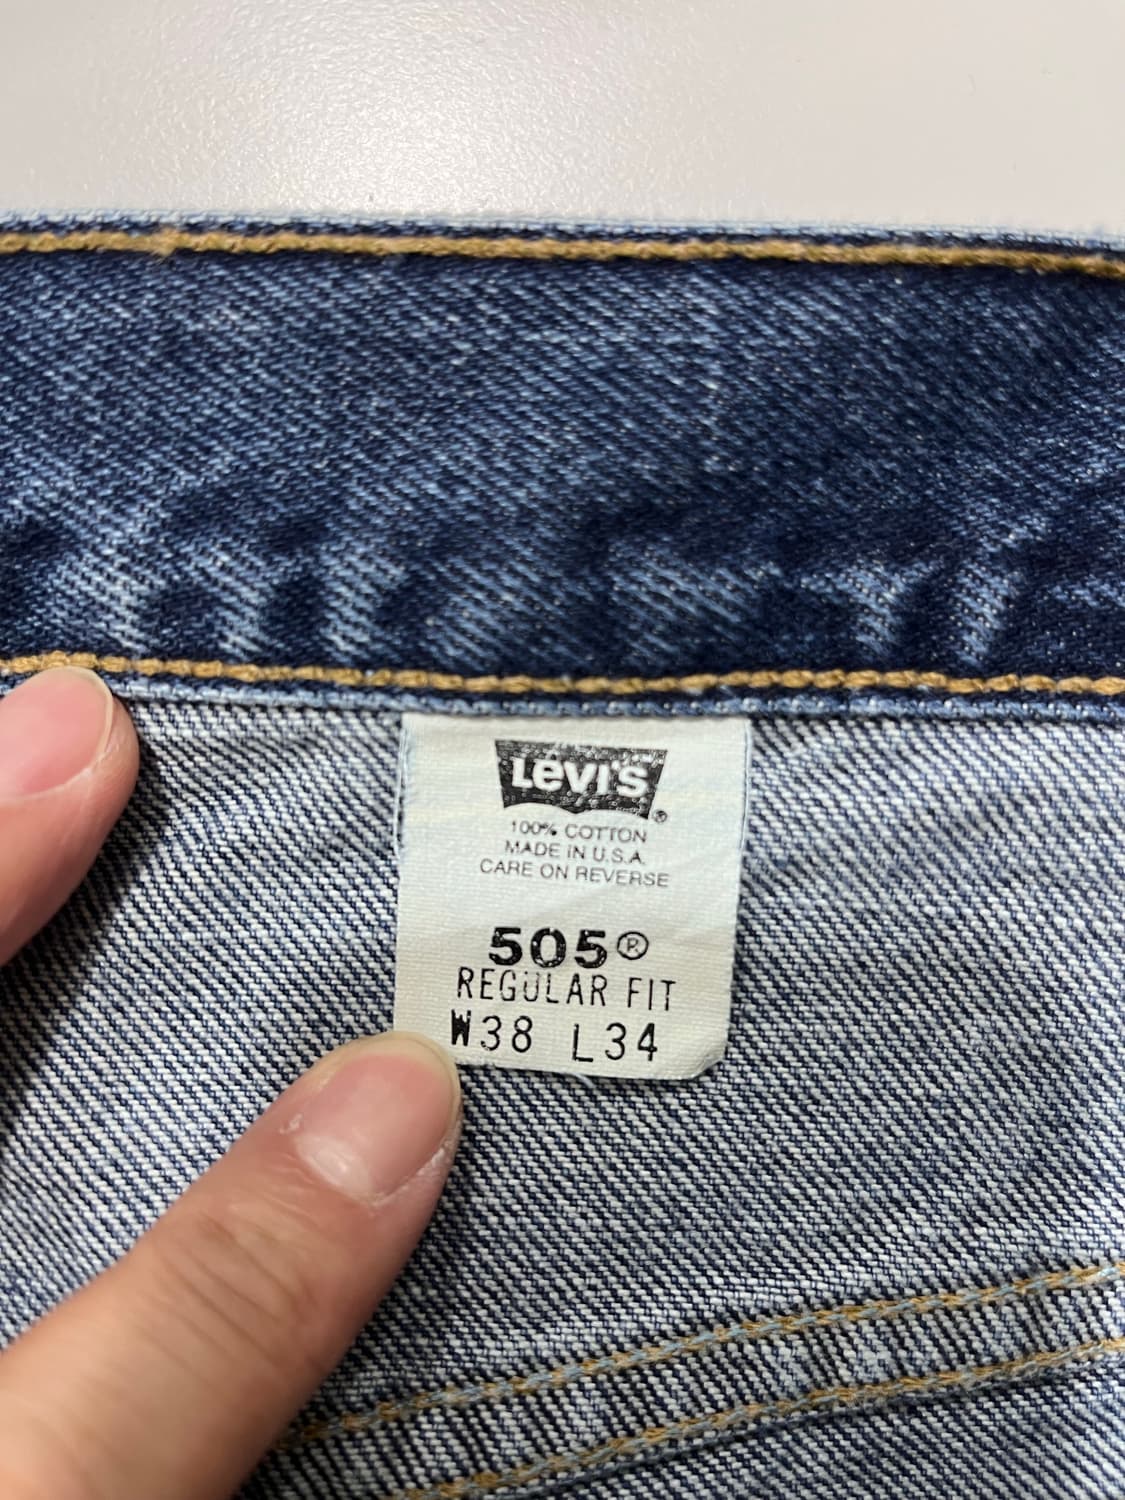 Levi's®
100% COTTON
MADE IN U.S.A.
CARE ON REVERSE
505®
REGULAR FIT
W38 L34